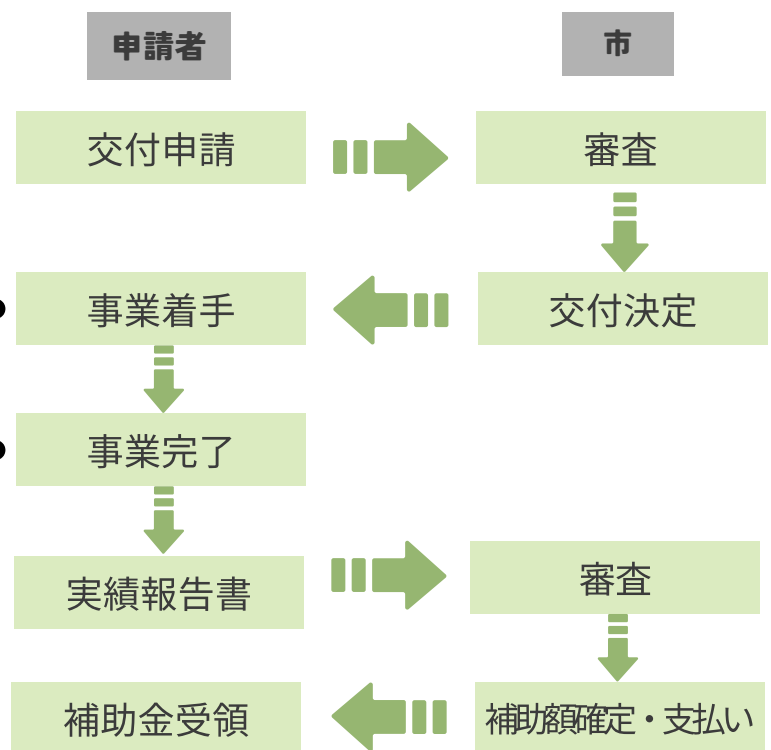 申請者
市
交付申請
審査
事業着手
交付決定
事業完了
実績報告書
審査
補助金受領
補助額確定・支払い